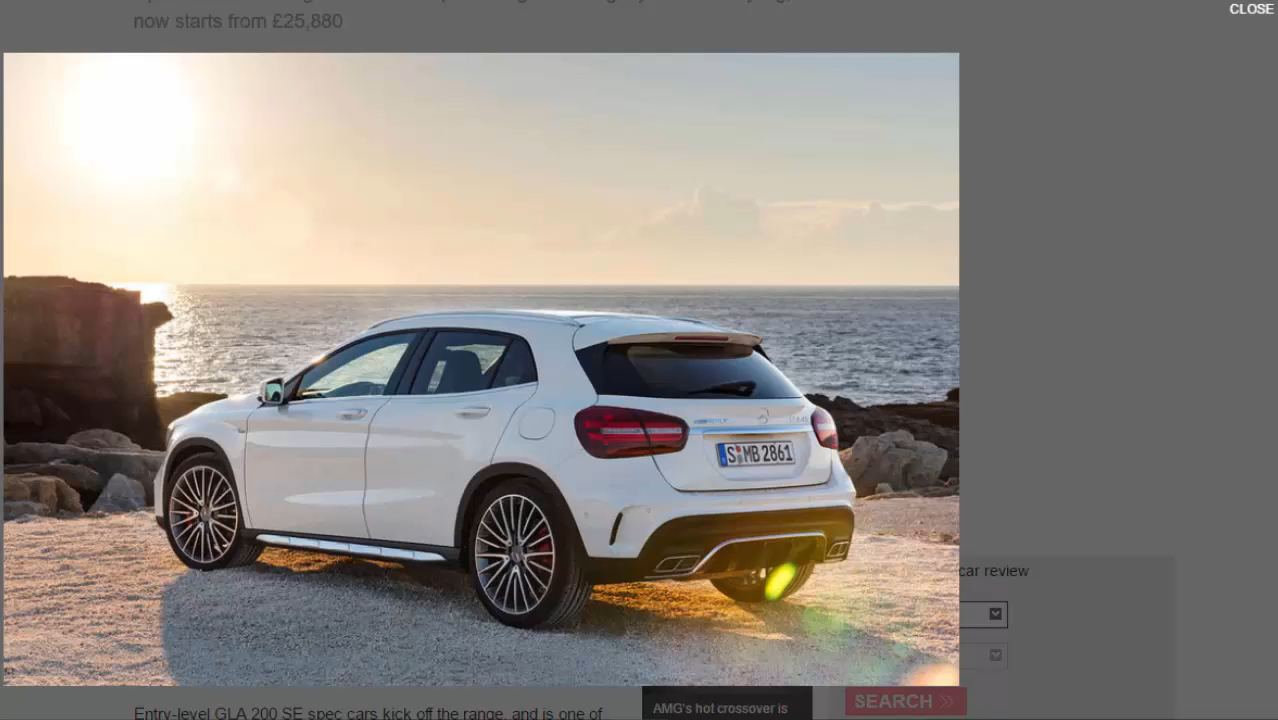 CLOSE
now starts from £25,880
S MB 2861
car review
SEARCH
AMG's hot crossover is
Entry-level GLA 200 SE spec cars kick off the range, and is one of